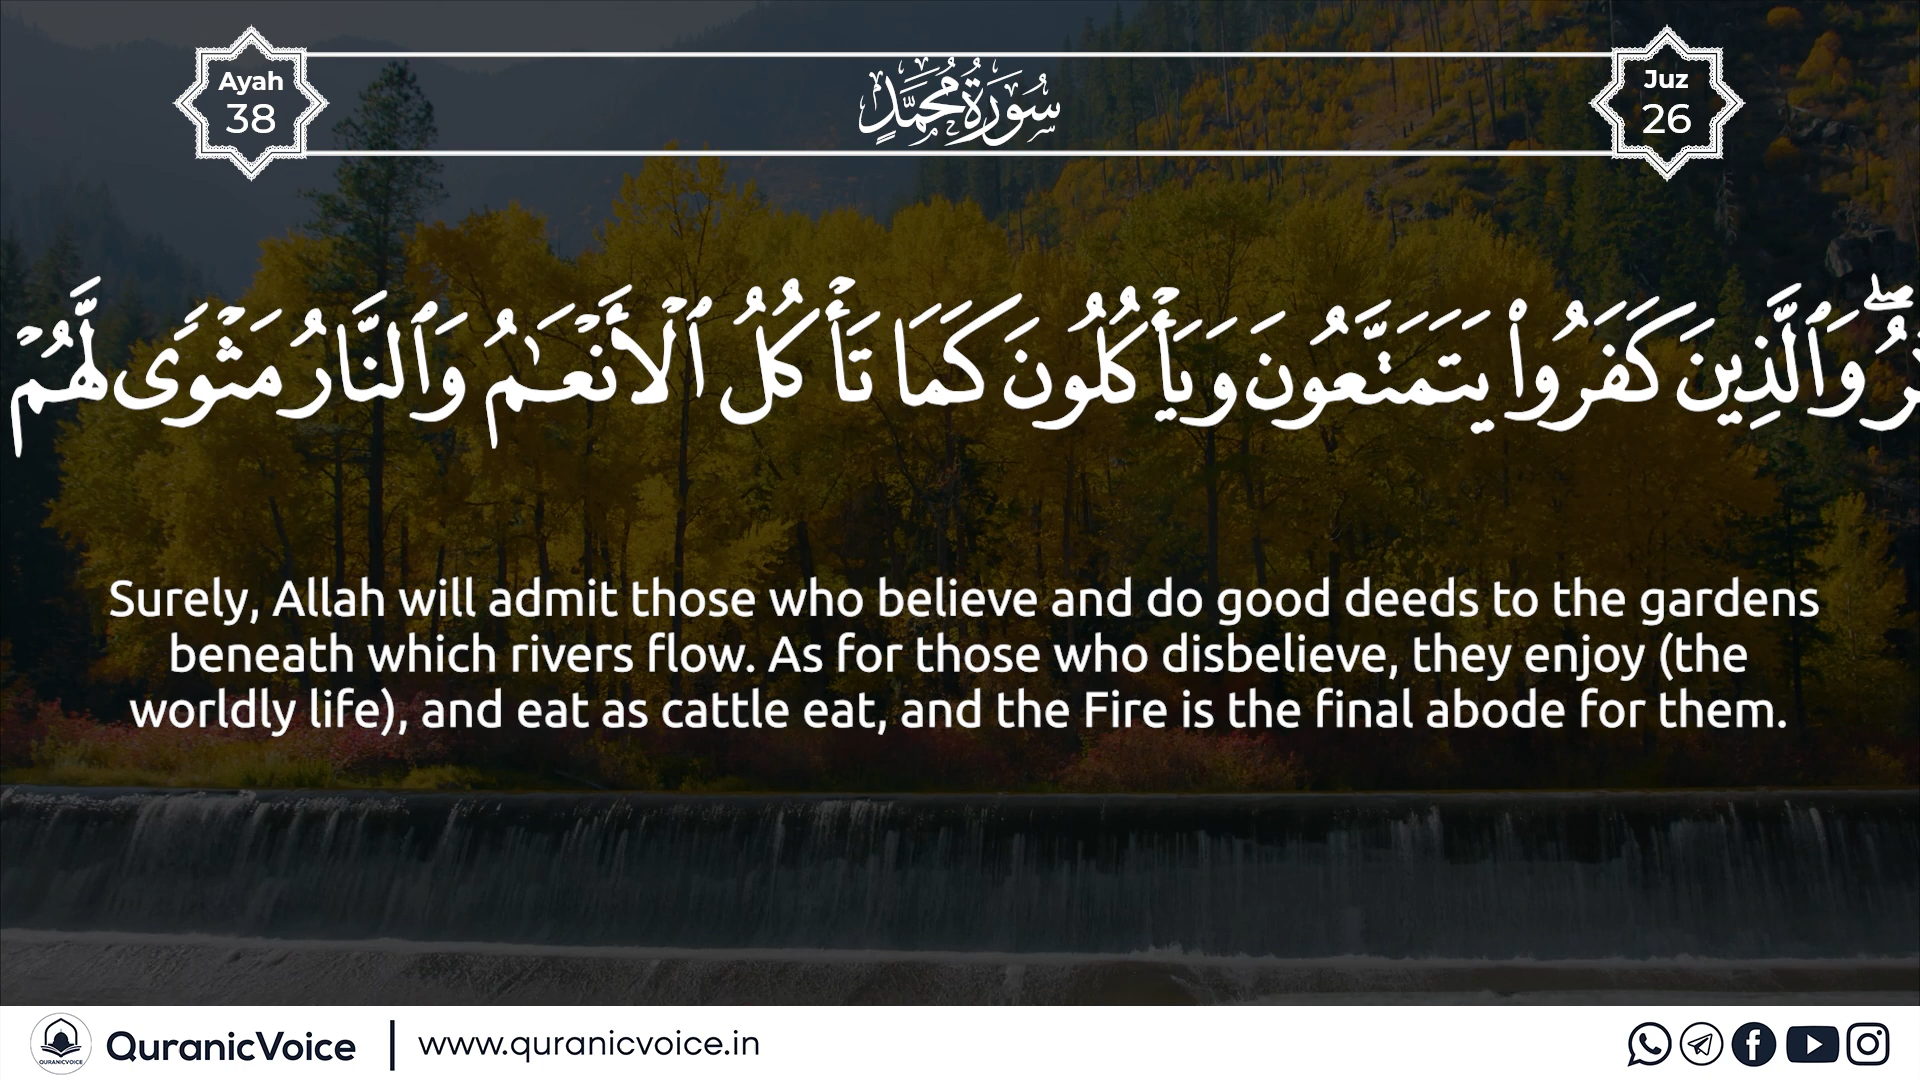 Ayah
38
سُورَةُ مُحَمَّدٍ
Juz
26
وَٱلَّذِينَ كَفَرُوا۟ يَتَمَتَّعُونَ وَيَأْكُلُونَ كَمَا تَأْكُلُ ٱلْأَنْعَٰمُ وَٱلنَّارُ مَثْوًى لَّهُمْ
Surely, Allah will admit those who believe and do good deeds to the gardens
beneath which rivers flow. As for those who disbelieve, they enjoy (the
worldly life), and eat as cattle eat, and the Fire is the final abode for them.
QURANICVOICE
QuranicVoice | www.quranicvoice.in